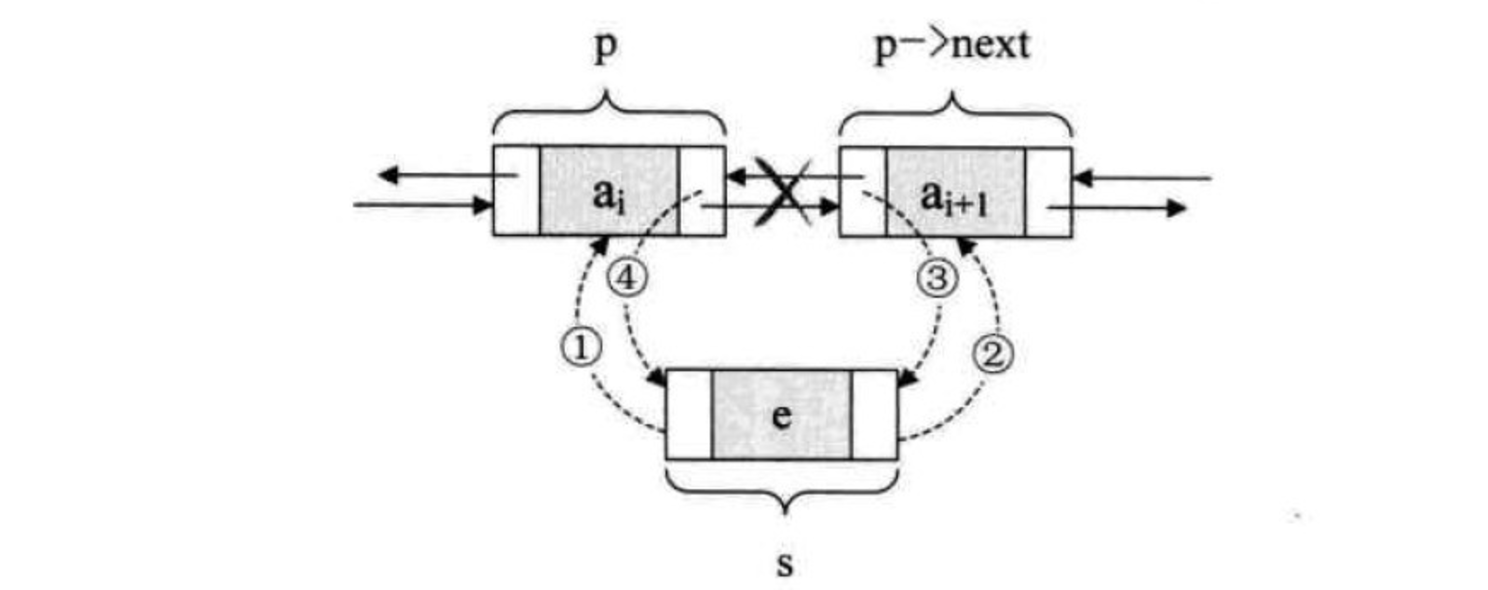 p p->next
aᵢ aᵢ₊₁
④ ③
① ②
e
s